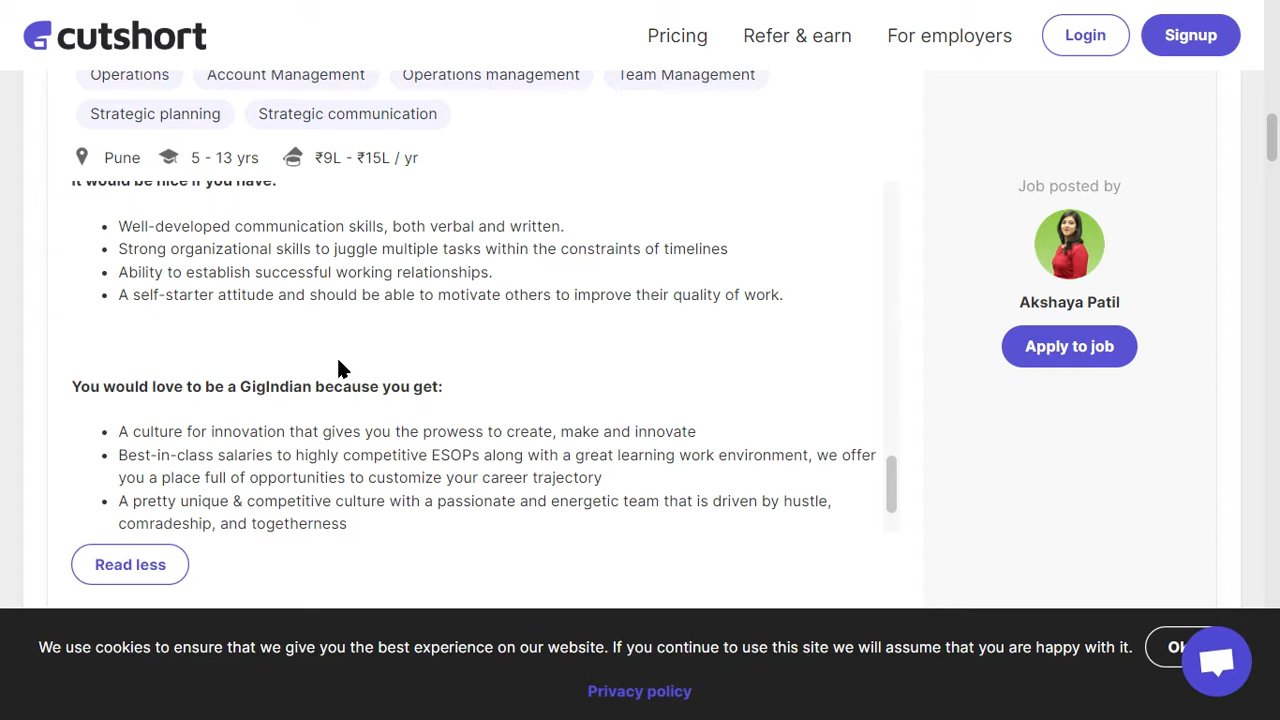 cutshort
Pricing
Refer & earn
For employers
Login
Signup
Operations
Account Management
Operations management
Team Management
Strategic planning
Strategic communication
Pune
5 - 13 yrs
₹9L - ₹15L / yr
It would be nice if you have:
Well-developed communication skills, both verbal and written.
Strong organizational skills to juggle multiple tasks within the constraints of timelines
Ability to establish successful working relationships.
A self-starter attitude and should be able to motivate others to improve their quality of work.
You would love to be a GigIndian because you get:
A culture for innovation that gives you the prowess to create, make and innovate
Best-in-class salaries to highly competitive ESOPs along with a great learning work environment, we offer
you a place full of opportunities to customize your career trajectory
A pretty unique & competitive culture with a passionate and energetic team that is driven by hustle,
comradeship, and togetherness
Read less
Job posted by
Akshaya Patil
Apply to job
We use cookies to ensure that we give you the best experience on our website. If you continue to use this site we will assume that you are happy with it.
Privacy policy